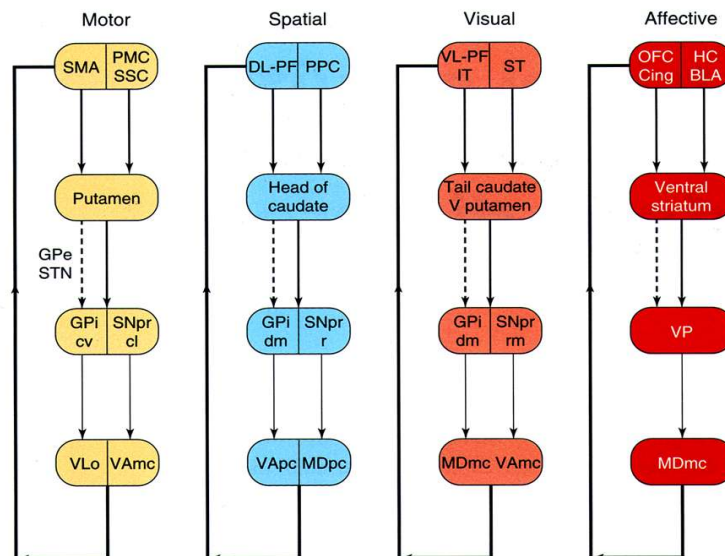 Motor
SMA
PMC
SSC
Putamen
GPe
STN
GPi
cv
SNpr
cl
VLo
VAmc
Spatial
DL-PF
PPC
Head of
caudate
GPi
dm
SNpr
r
VApc
MDpc
Visual
VL-PF
IT
ST
Tail caudate
V putamen
GPi
dm
SNpr
rm
MDmc
VAmc
Affective
OFC
Cing
HC
BLA
Ventral
striatum
VP
MDmc